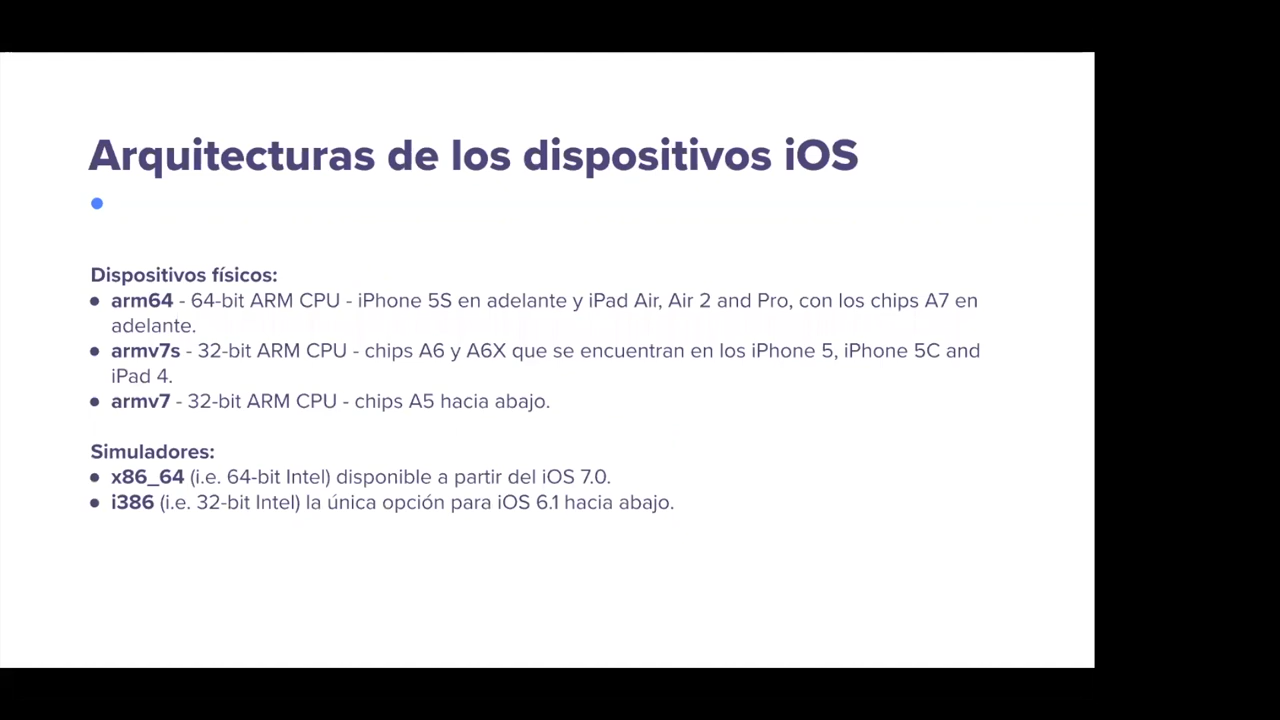 Arquitecturas de los dispositivos iOS
Dispositivos físicos:
● arm64 - 64-bit ARM CPU - iPhone 5S en adelante y iPad Air, Air 2 and Pro, con los chips A7 en
adelante.
● armv7s - 32-bit ARM CPU - chips A6 y A6X que se encuentran en los iPhone 5, iPhone 5C and
iPad 4.
● armv7 - 32-bit ARM CPU - chips A5 hacia abajo.
Simuladores:
● x86_64 (i.e. 64-bit Intel) disponible a partir del iOS 7.0.
● i386 (i.e. 32-bit Intel) la única opción para iOS 6.1 hacia abajo.